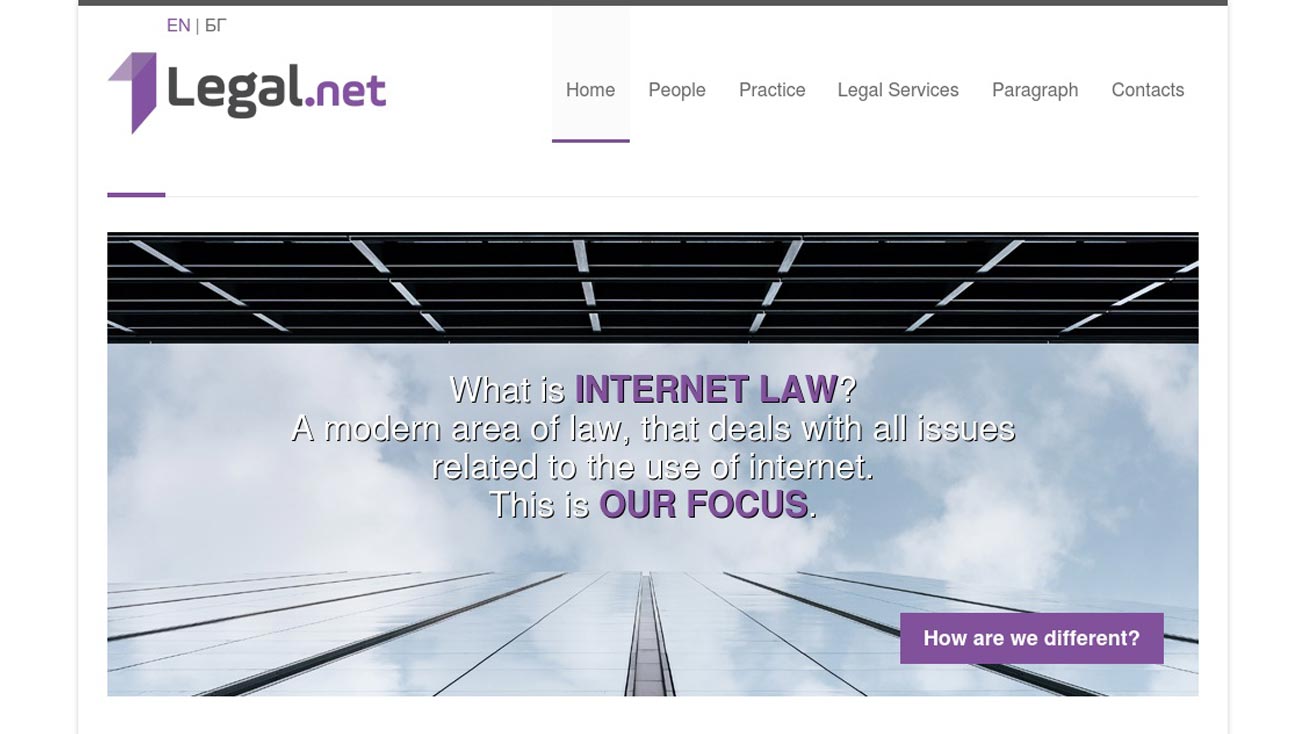 EN | БГ
Legal.net
Home People Practice Legal Services Paragraph Contacts
What is INTERNET LAW?
A modern area of law, that deals with all issues
related to the use of internet.
This is OUR FOCUS.
How are we different?